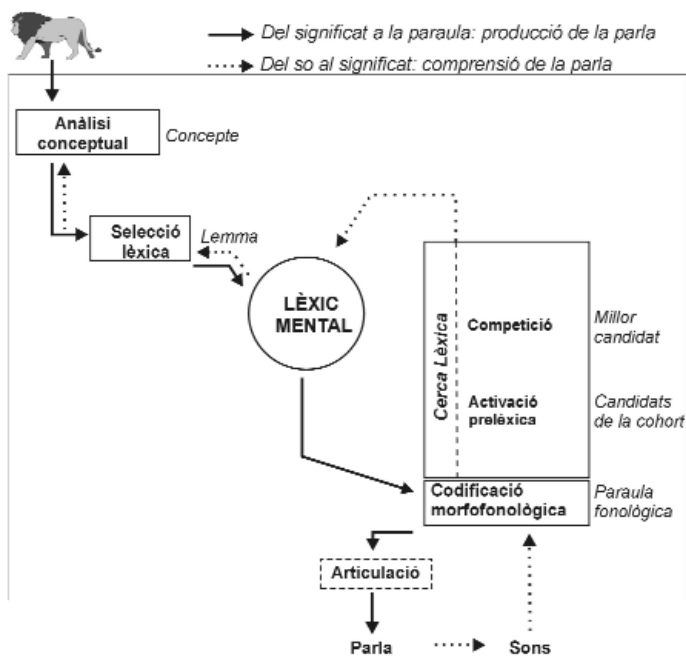 Del significat a la paraula: producció de la parla
Del so al significat: comprensió de la parla
Anàlisi
conceptual
Concepte
Selecció
lèxica
Lemma
LÈXIC
MENTAL
Cerca Lèxica
Competició
Millor
candidat
Activació
prelèxica
Candidats
de la cohort
Codificació
morfofonològica
Paraula
fonològica
Articulació
Parla
Sons